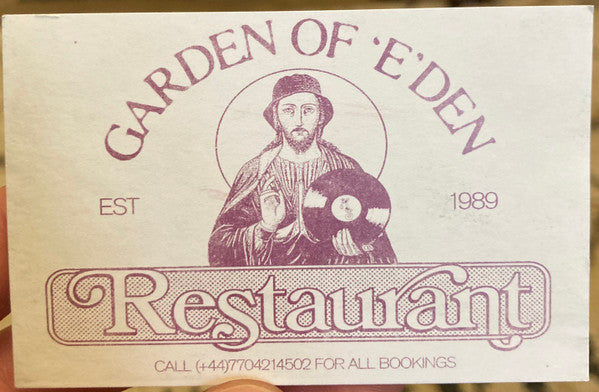 GARDEN OF 'E'DEN
EST 1989
Restaurant
CALL (+44)7704214502 FOR ALL BOOKINGS